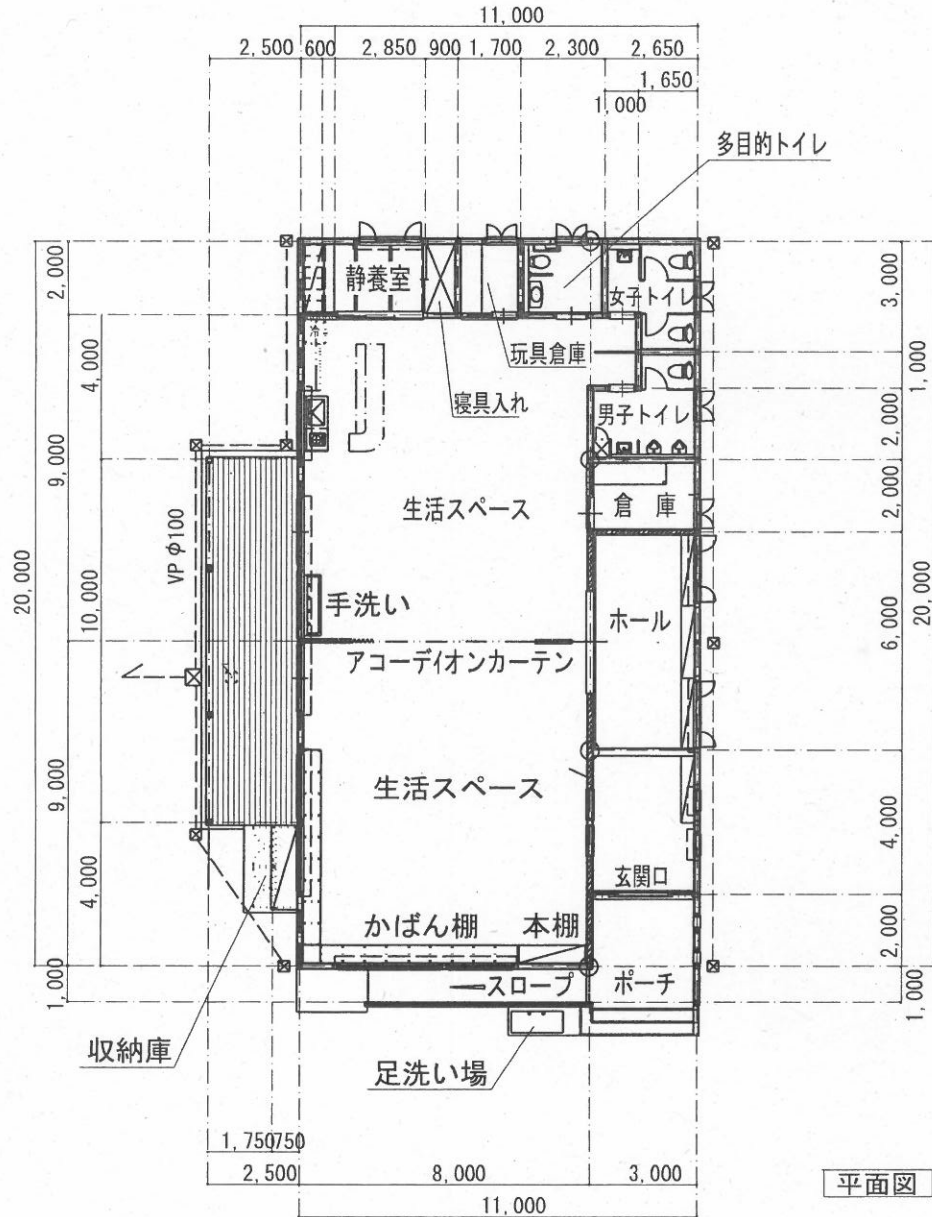 11,000
2,500 600 2,850 900 1,700 2,300 2,650
1,650
1,000
多目的トイレ
静養室
女子トイレ
玩具倉庫
寝具入れ
男子トイレ
冷
生活スペース
倉 庫
手洗い
ホール
アコーデイオンカーテン
生活スペース
玄関口
かばん棚
本棚
スロープ
ポーチ
収納庫
足洗い場
VP φ100
20,000
2,000
4,000
9,000
10,000
9,000
4,000
1,000
3,000
1,000
2,000
2,000
6,000
20,000
4,000
2,000
1,000
1,750 750
2,500 8,000 3,000
11,000
平面図